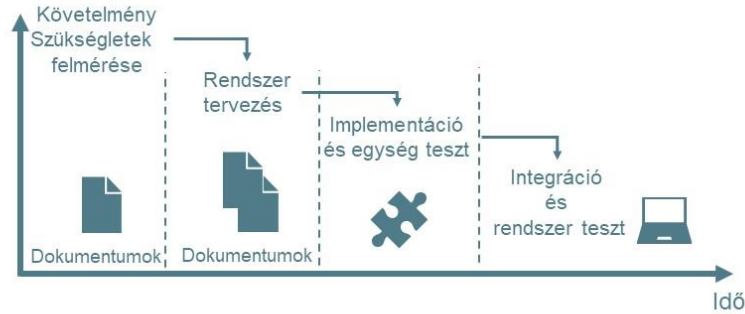 Követelmény
Szükségletek
felmérése
Rendszer
tervezés
Implementáció
és egység teszt
Integráció
és
rendszer teszt
Dokumentumok
Dokumentumok
Idő